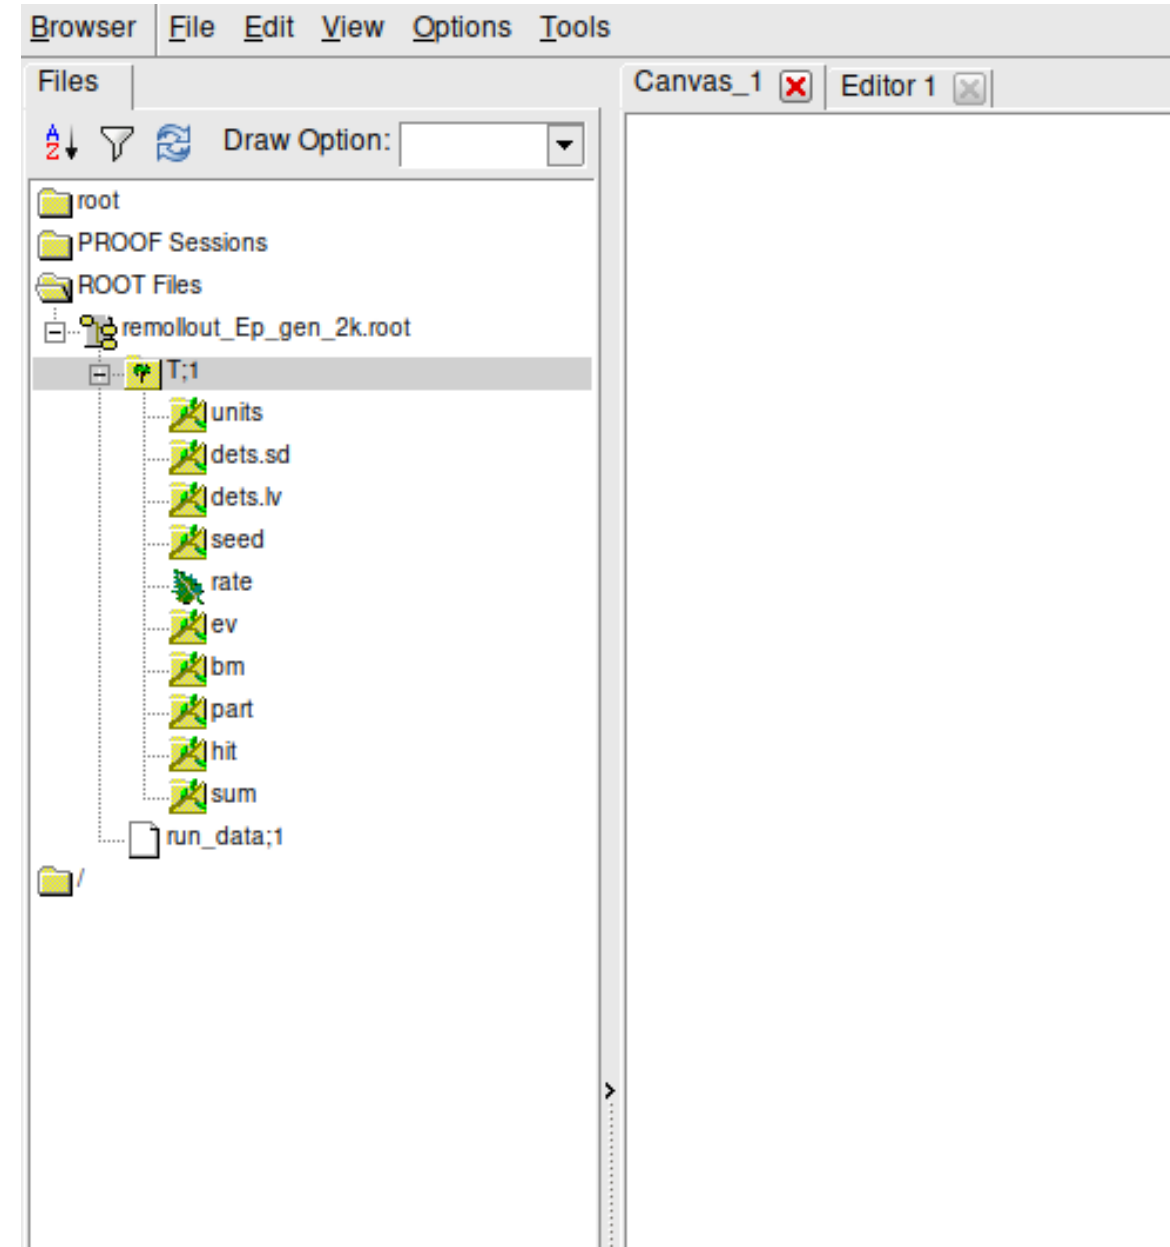 Browser File Edit View Options Tools
Files
Canvas_1 Editor 1
A
Z
Draw Option:
root
PROOF Sessions
ROOT Files
remollout_Ep_gen_2k.root
T;1
units
dets.sd
dets.lv
seed
rate
ev
bm
part
hit
sum
run_data;1
/